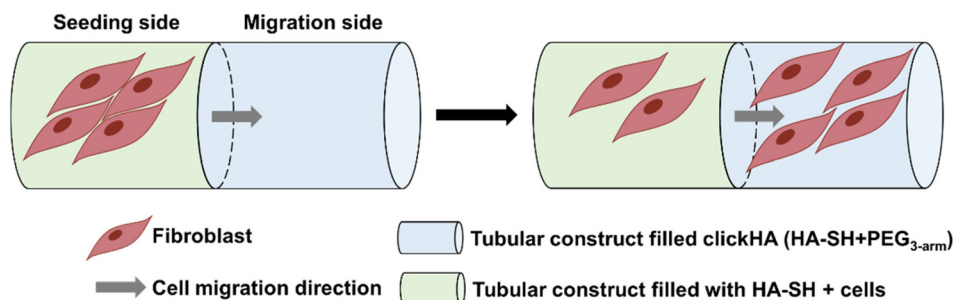 Seeding side Migration side
Fibroblast
Tubular construct filled clickHA (HA-SH+PEG3-arm)
Cell migration direction
Tubular construct filled with HA-SH + cells